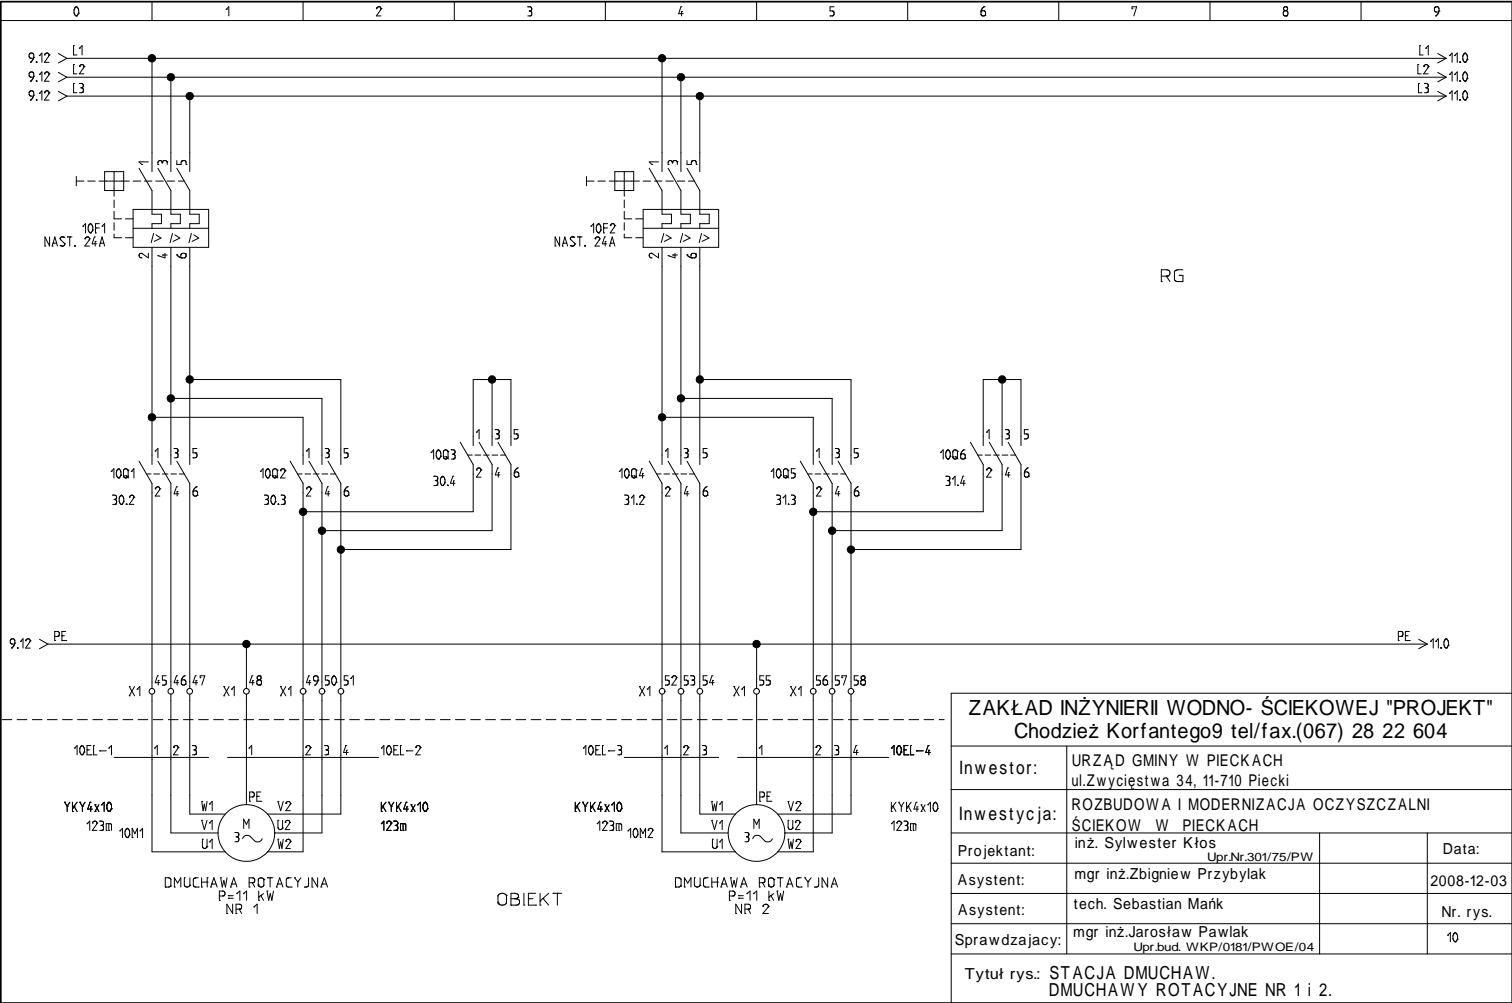 0 1 2 3 4 5 6 7 8 9
9.12 L1 L1 11.0
9.12 L2 L2 11.0
9.12 L3 L3 11.0
1 3 5 1 3 5
10F1 10F2
NAST. 24A NAST. 24A
/> /> /> /> /> />
2 4 6 2 4 6
RG
1 3 5 1 3 5
10Q3 10Q6
2 4 6 2 4 6
30.4 31.4
1 3 5 1 3 5 1 3 5 1 3 5
10Q1 10Q2 10Q4 10Q5
2 4 6 2 4 6 2 4 6 2 4 6
30.2 30.3 31.2 31.3
9.12 PE PE 11.0
X1 45 46 47 X1 48 X1 49 50 51 X1 52 53 54 X1 55 X1 56 57 58
10EL-1 1 2 3 1 2 3 4 10EL-2 10EL-3 1 2 3 1 2 3 4 10EL-4
YKY4x10 W1 PE V2 KYK4x10 KYK4x10 W1 PE V2 KYK4x10
123m 10M1 V1 M U2 123m 123m 10M2 V1 M U2 123m
3~ 3~
U1 W2 U1 W2
DMUCHAWA ROTACYJNA DMUCHAWA ROTACYJNA
P=11 kW P=11 kW
NR 1 NR 2
OBIEKT
ZAKŁAD INŻYNIERII WODNO- ŚCIEKOWEJ "PROJEKT"
Chodzież Korfantego9 tel/fax.(067) 28 22 604
Inwestor: URZĄD GMINY W PIECKACH
ul.Zwycięstwa 34, 11-710 Piecki
Inwestycja: ROZBUDOWA I MODERNIZACJA OCZYSZCZALNI
ŚCIEKOW W PIECKACH
Projektant: inż. Sylwester Kłos Data:
Upr.Nr.301/75/PW
Asystent: mgr inż.Zbigniew Przybylak 2008-12-03
Asystent: tech. Sebastian Mańk Nr. rys.
Sprawdzajacy: mgr inż.Jarosław Pawlak 10
Upr.bud. WKP/0181/PWOE/04
Tytuł rys.: STACJA DMUCHAW.
DMUCHAWY ROTACYJNE NR 1 i 2.